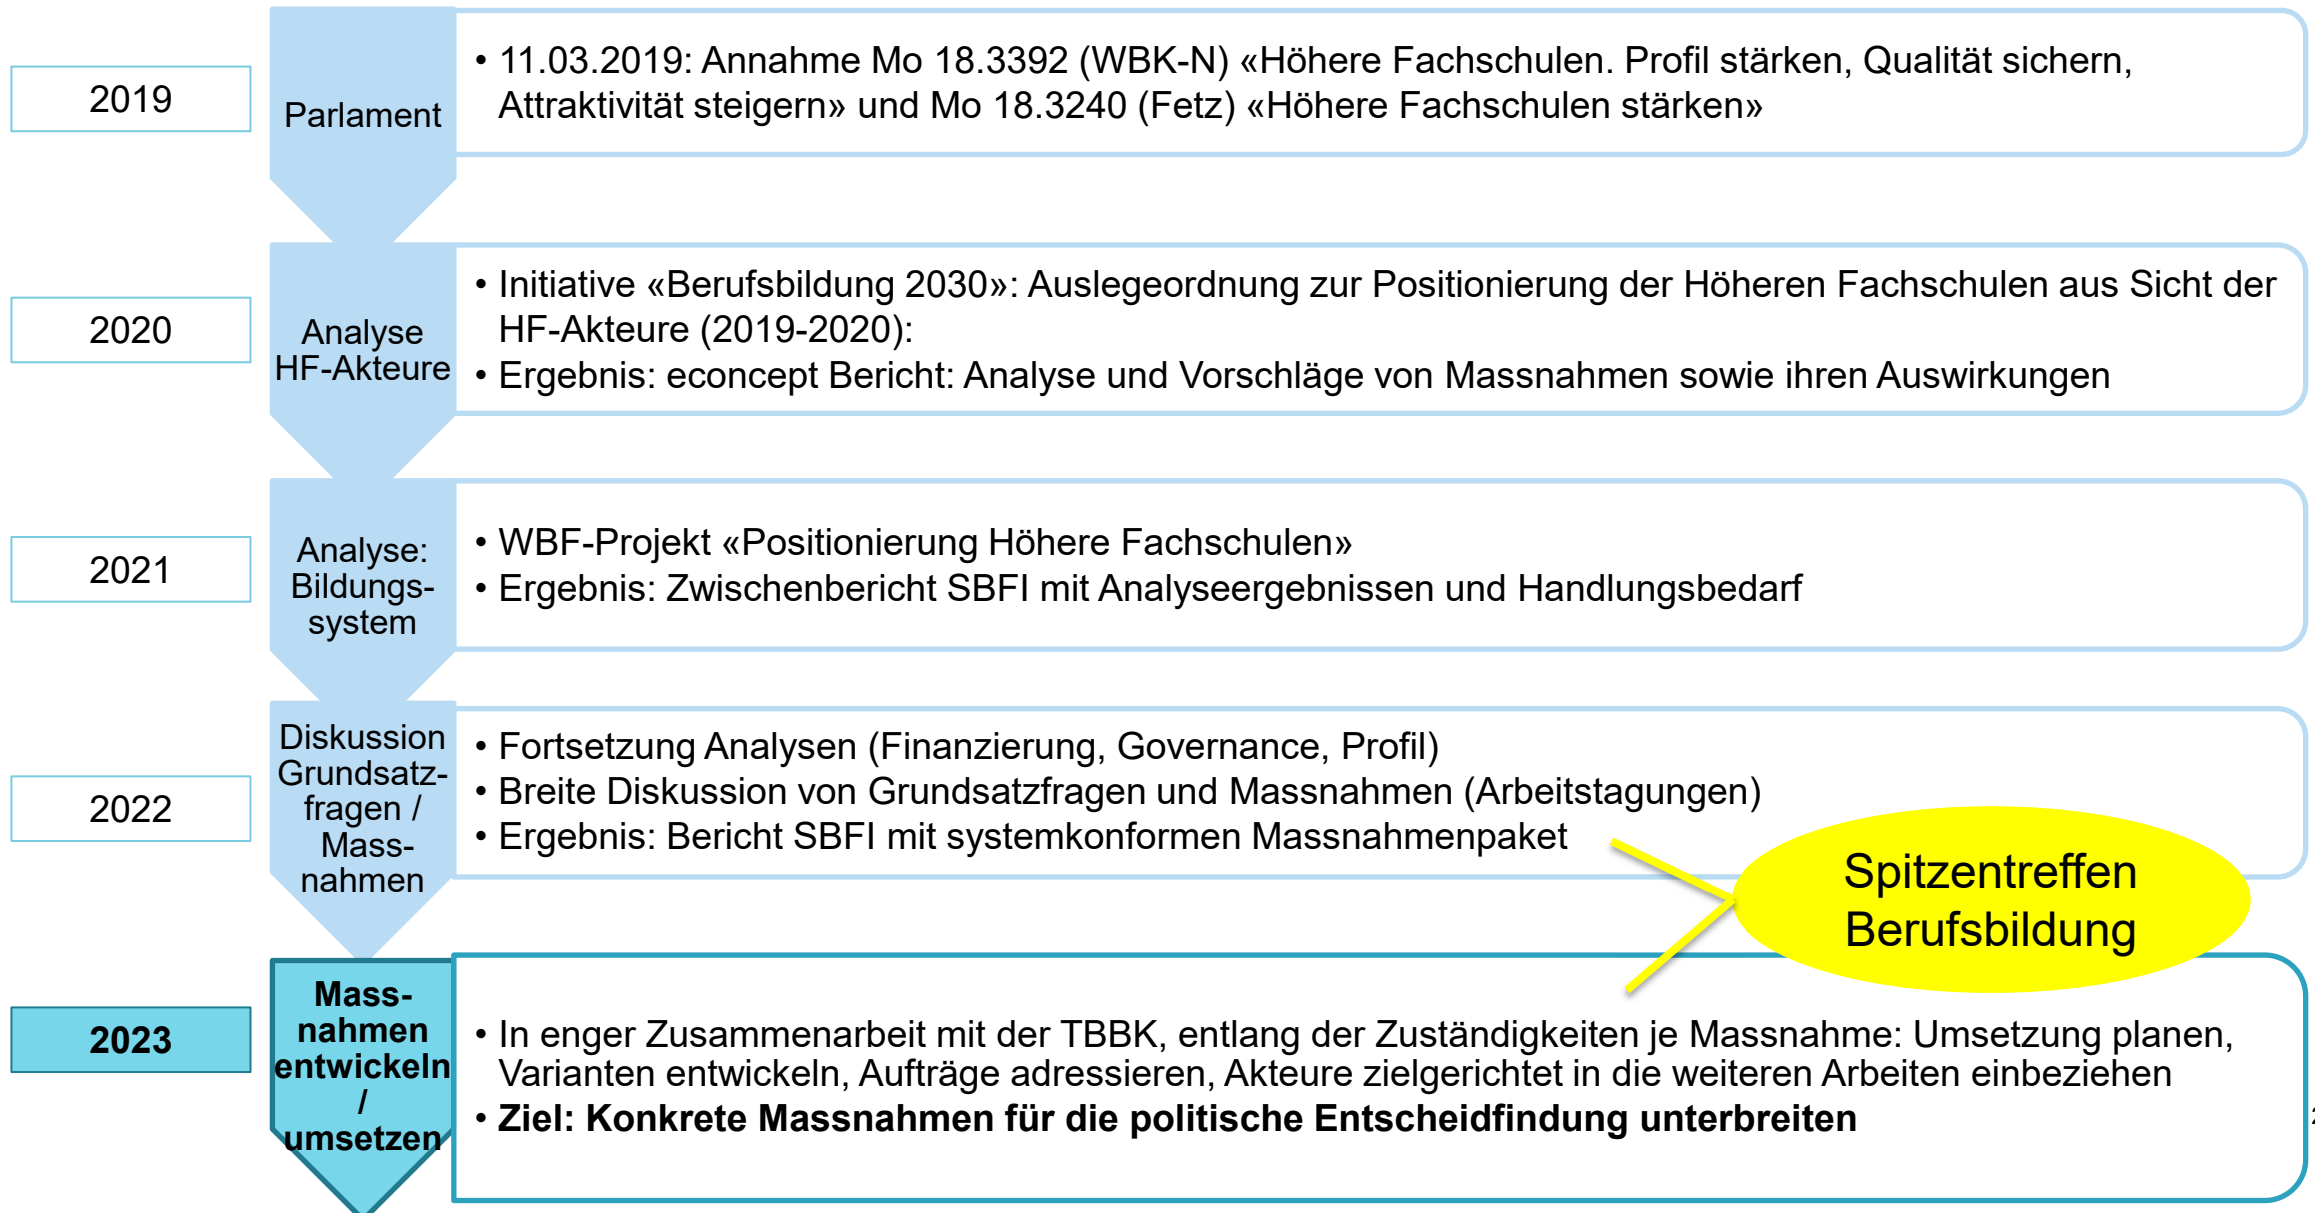 2019
Parlament
• 11.03.2019: Annahme Mo 18.3392 (WBK-N) «Höhere Fachschulen. Profil stärken, Qualität sichern,
Attraktivität steigern» und Mo 18.3240 (Fetz) «Höhere Fachschulen stärken»
2020
Analyse
HF-Akteure
• Initiative «Berufsbildung 2030»: Auslegeordnung zur Positionierung der Höheren Fachschulen aus Sicht der
HF-Akteure (2019-2020):
• Ergebnis: econcept Bericht: Analyse und Vorschläge von Massnahmen sowie ihren Auswirkungen
2021
Analyse:
Bildungs-
system
• WBF-Projekt «Positionierung Höhere Fachschulen»
• Ergebnis: Zwischenbericht SBFI mit Analyseergebnissen und Handlungsbedarf
2022
Diskussion
Grundsatz-
fragen /
Mass-
nahmen
• Fortsetzung Analysen (Finanzierung, Governance, Profil)
• Breite Diskussion von Grundsatzfragen und Massnahmen (Arbeitstagungen)
• Ergebnis: Bericht SBFI mit systemkonformen Massnahmenpaket
Spitzentreffen
Berufsbildung
2023
Mass-
nahmen
entwickeln
/
umsetzen
• In enger Zusammenarbeit mit der TBBK, entlang der Zuständigkeiten je Massnahme: Umsetzung planen,
Varianten entwickeln, Aufträge adressieren, Akteure zielgerichtet in die weiteren Arbeiten einbeziehen
• Ziel: Konkrete Massnahmen für die politische Entscheidfindung unterbreiten